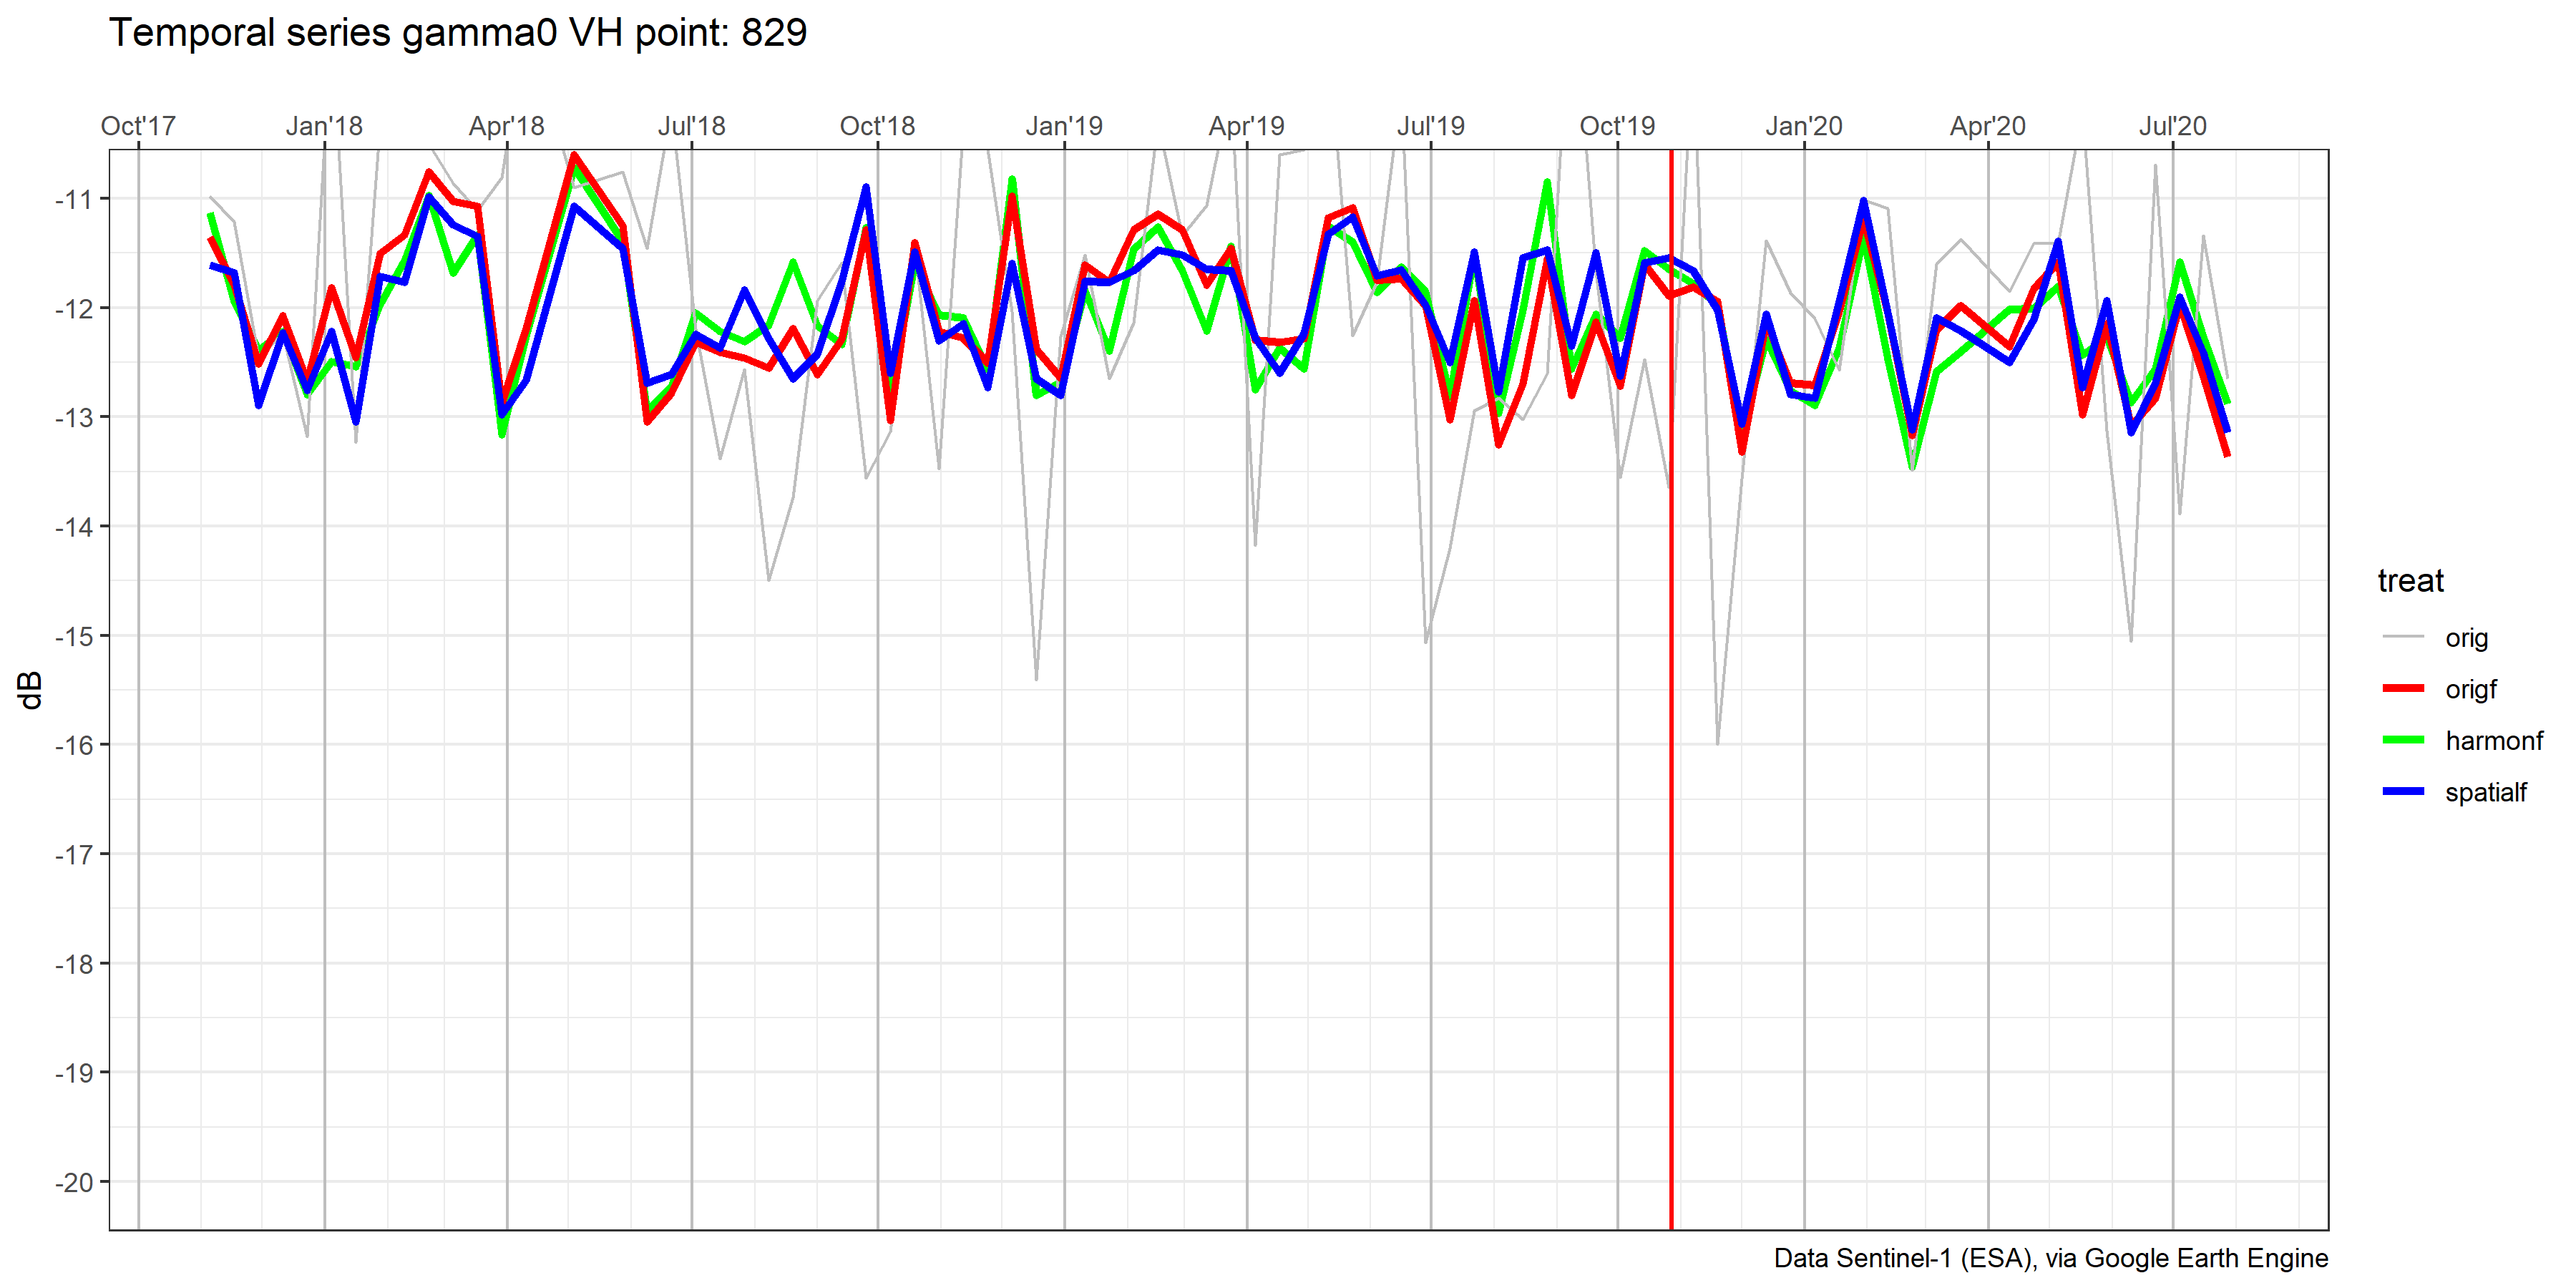 Temporal series gamma0 VH point: 829
Oct'17 Jan'18 Apr'18 Jul'18 Oct'18 Jan'19 Apr'19 Jul'19 Oct'19 Jan'20 Apr'20 Jul'20
-11
-12
-13
-14
-15
-16
-17
-18
-19
-20
dB
treat
orig
origf
harmonf
spatialf
Data Sentinel-1 (ESA), via Google Earth Engine